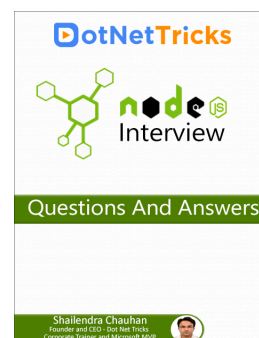 DotNetTricks
node JS
Interview
Questions And Answers
Shailendra Chauhan
Founder and CEO - Dot Net Tricks
Corporate Trainer and Microsoft MVP